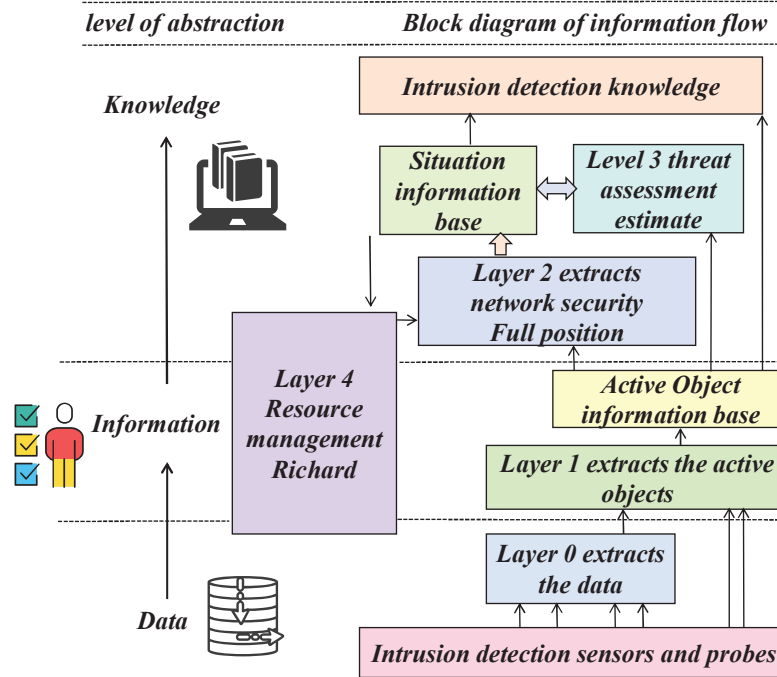 level of abstraction
Block diagram of information flow
Knowledge
Intrusion detection knowledge
Situation
information
base
Level 3 threat
assessment
estimate
Layer 2 extracts
network security
Full position
Layer 4
Resource
management
Richard
Information
Active Object
information base
Layer 1 extracts the active
objects
Layer 0 extracts
the data
Data
Intrusion detection sensors and probes